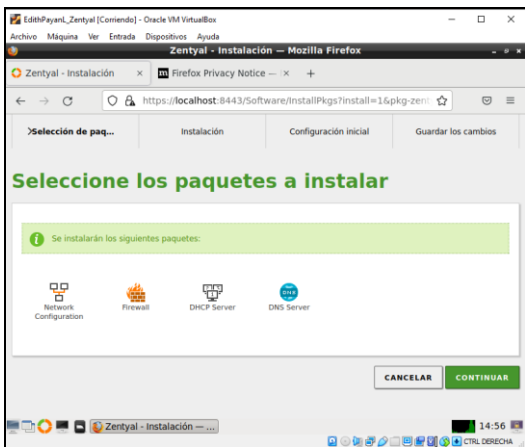 EdithPayanL_Zentyal [Corriendo] - Oracle VM VirtualBox
Archivo Máquina Ver Entrada Dispositivos Ayuda
Zentyal - Instalación — Mozilla Firefox
Zentyal - Instalación
Firefox Privacy Notice —
https://localhost:8443/Software/InstallPkgs?install=1&pkg-zent
Selección de paq...
Instalación
Configuración inicial
Guardar los cambios
Seleccione los paquetes a instalar
Se instalarán los siguientes paquetes:
Network Configuration
Firewall
DHCP Server
DNS
DNS Server
CANCELAR
CONTINUAR
Zentyal - Instalación — ...
14:56
CTRL DERECHA